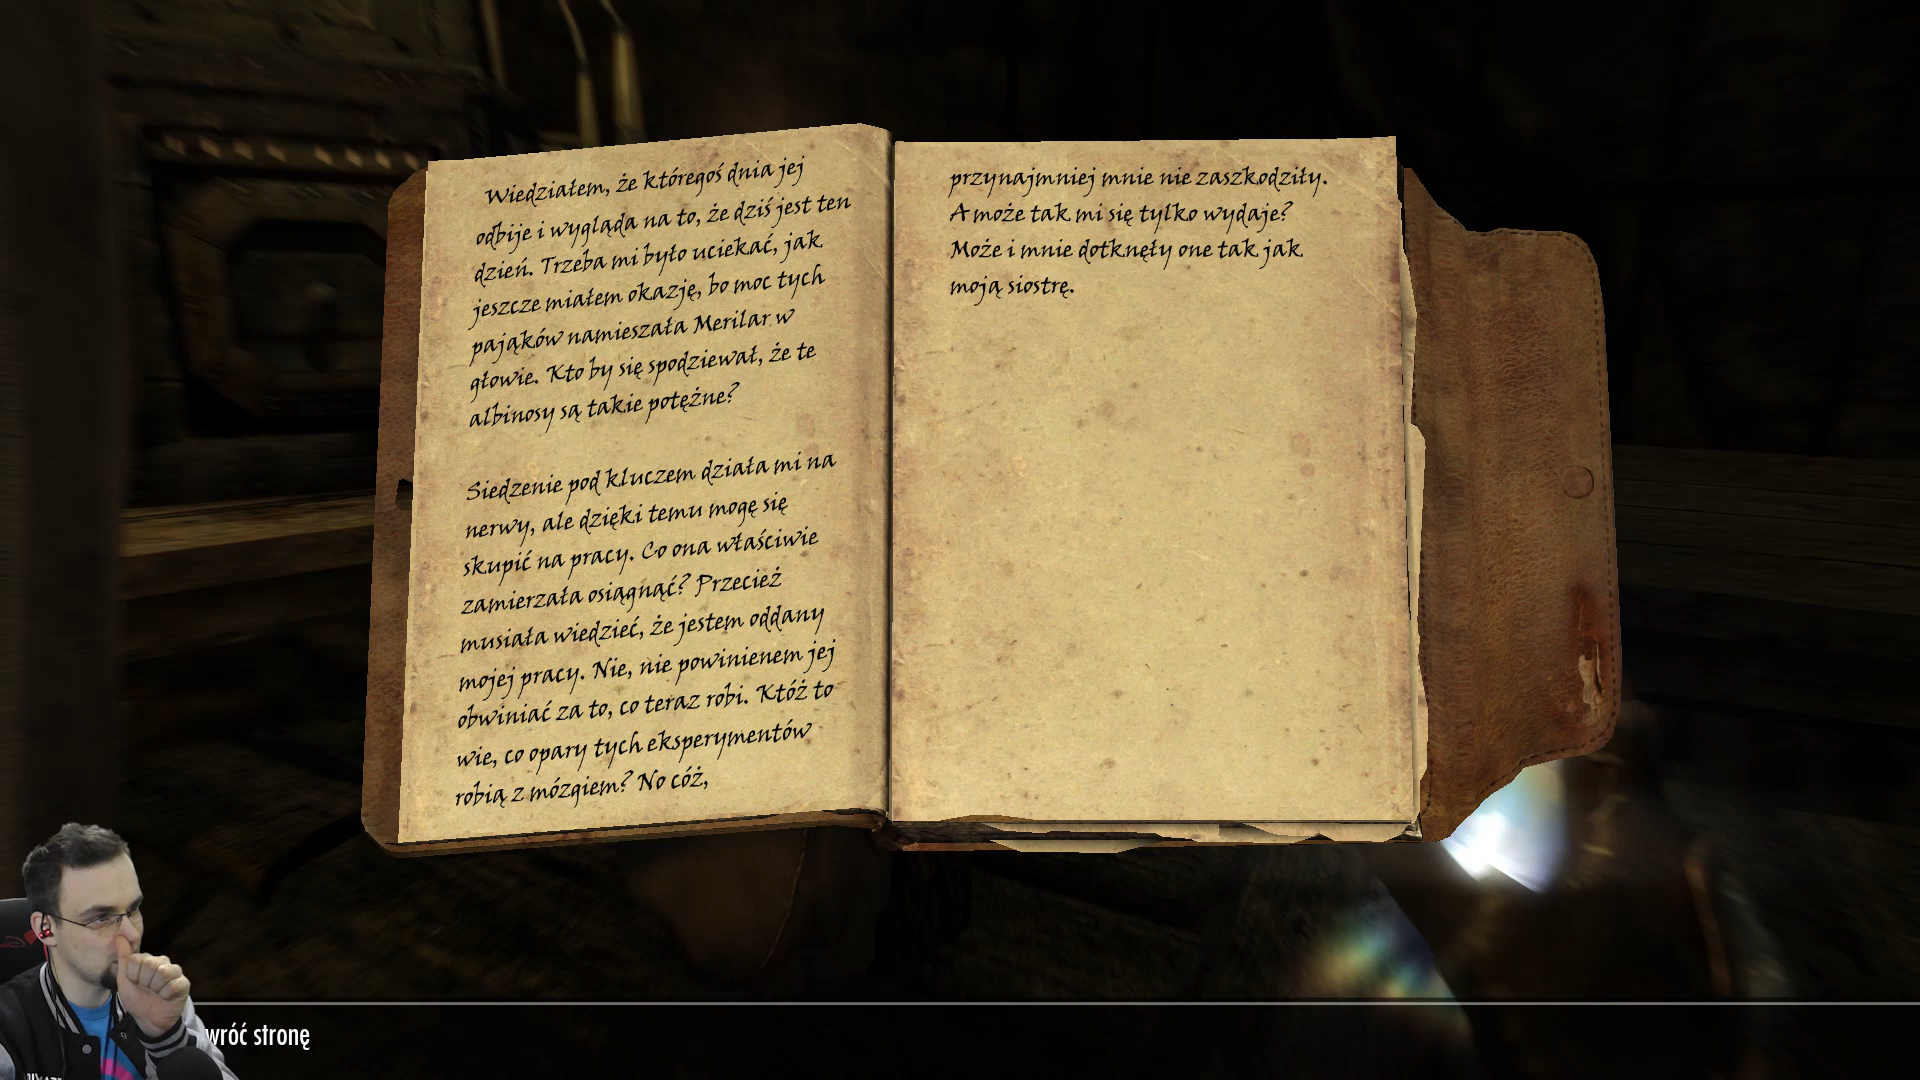 Wiedziałem, że któregoś dnia jej
odbije i wygląda na to, że dziś jest ten
dzień. Trzeba mi było uciekać, jak
jeszcze miałem okazję, bo moc tych
pająków namieszała Merilar w
głowie. Kto by się spodziewał, że te
albinosy są takie potężne?
Siedzenie pod kluczem działa mi na
nerwy, ale dzięki temu mogę się
skupić na pracy. Co ona właściwie
zamierzała osiągnąć? Przecież
musiała wiedzieć, że jestem oddany
mojej pracy. Nie, nie powinienem jej
obwiniać za to, co teraz robi. Któż to
wie, co opary tych eksperymentów
robią z mózgiem? No cóż,
przynajmniej mnie nie zaszkodziły.
A może tak mi się tylko wydaje?
Może i mnie dotknęły one tak jak
moją siostrę.
wróć stronę